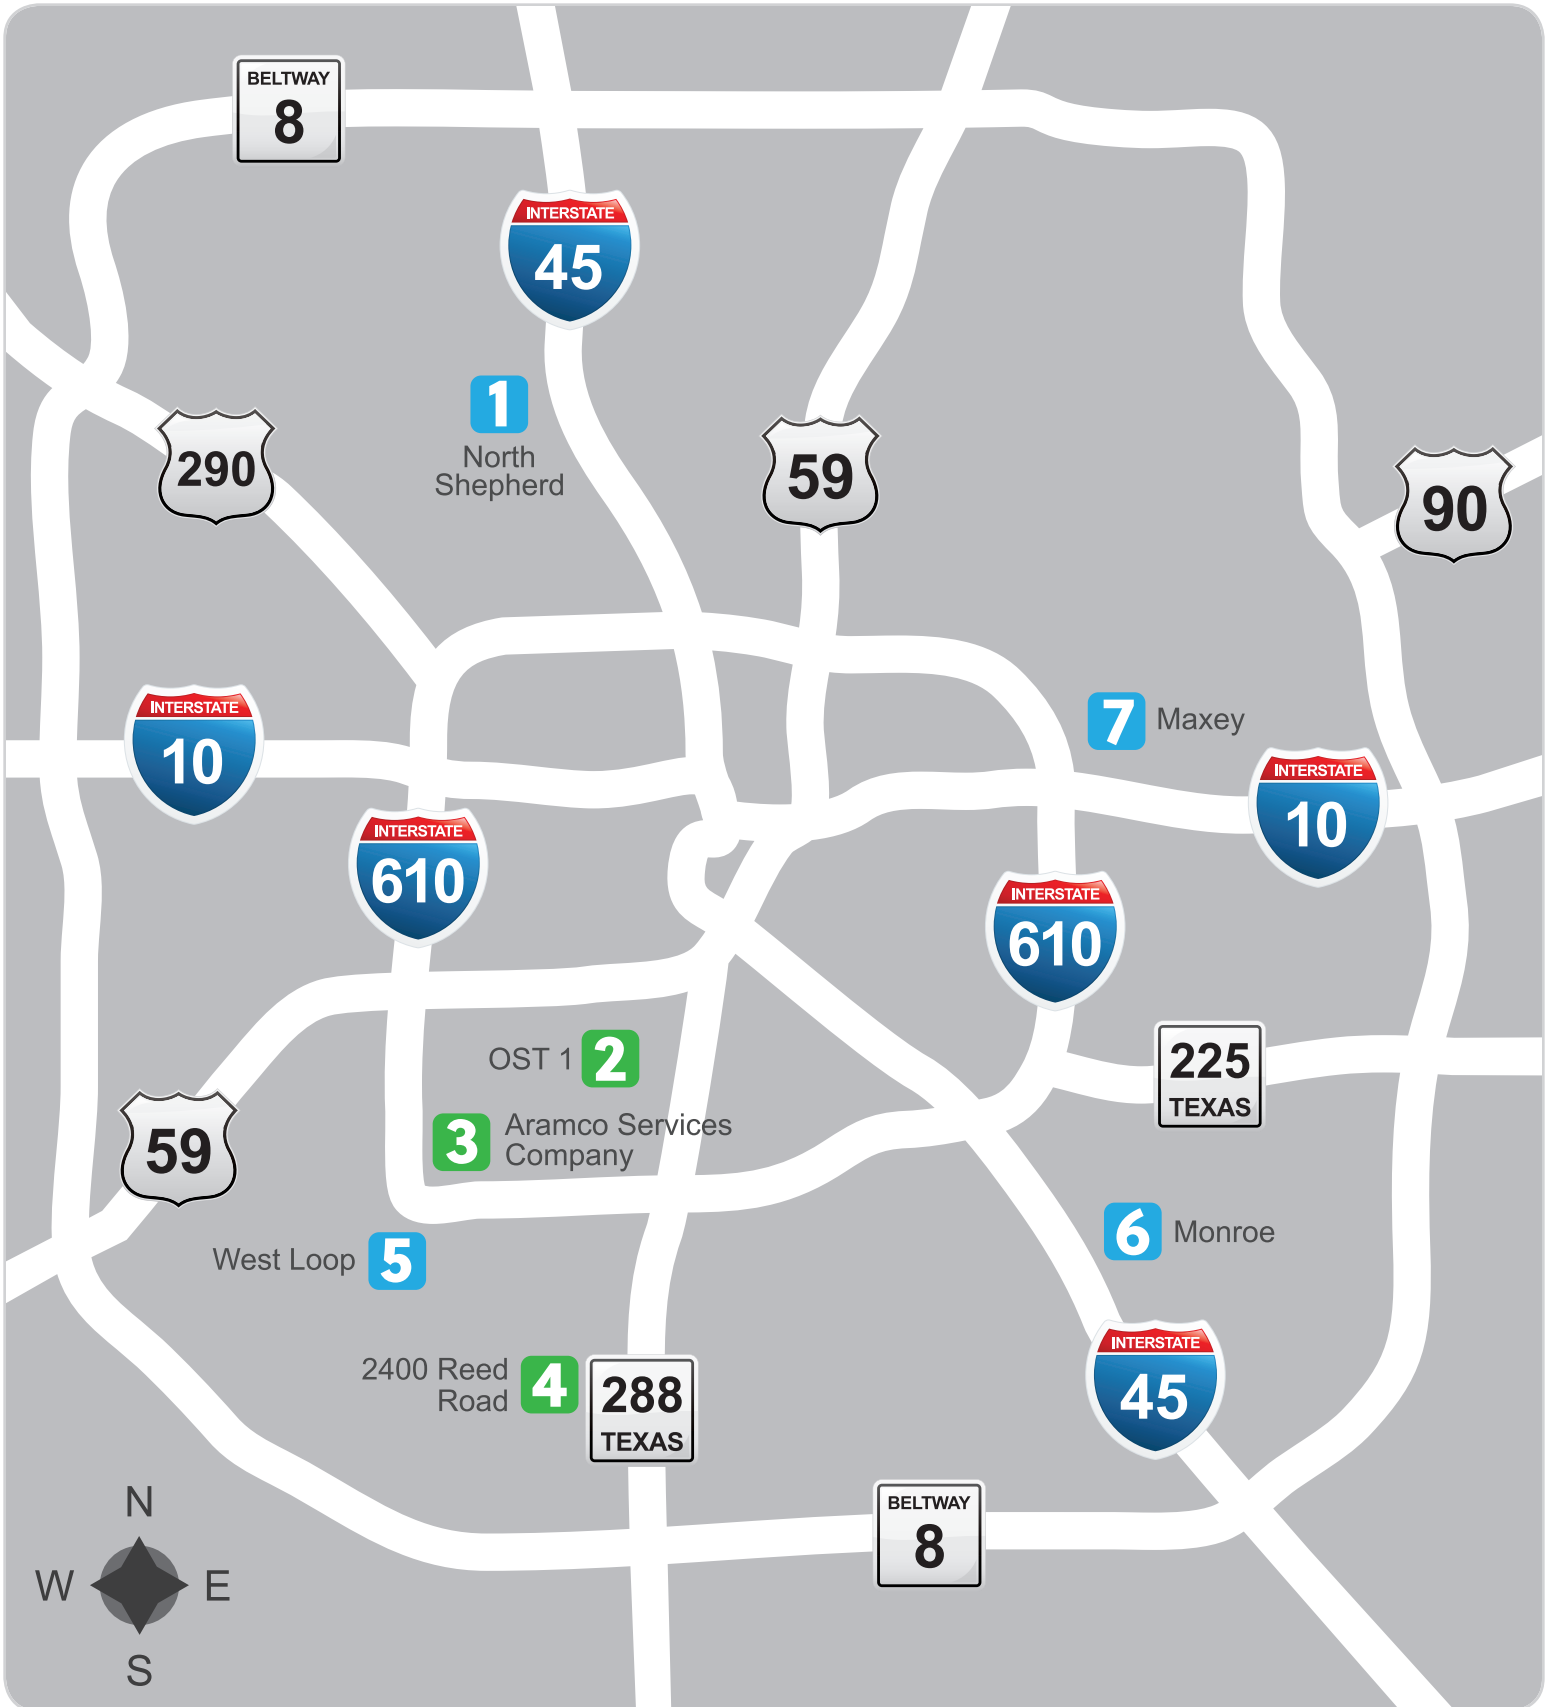 BELTWAY
8
INTERSTATE
45
1
North
Shepherd
290
59
90
INTERSTATE
10
7 Maxey
INTERSTATE
10
INTERSTATE
610
INTERSTATE
610
OST 1 2
225
TEXAS
3 Aramco Services
Company
59
6 Monroe
West Loop 5
INTERSTATE
45
2400 Reed
Road
4
288
TEXAS
BELTWAY
8
N
W E
S